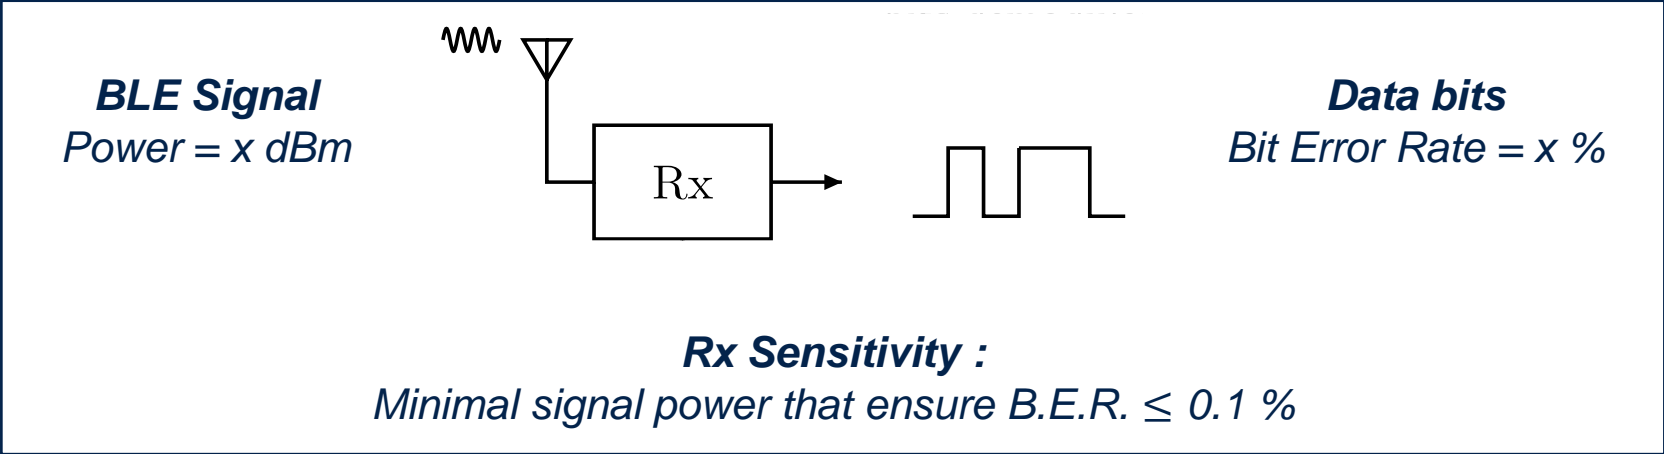 BLE Signal
Power = x dBm
Rx
Data bits
Bit Error Rate = x %
Rx Sensitivity :
Minimal signal power that ensure B.E.R. ≤ 0.1 %